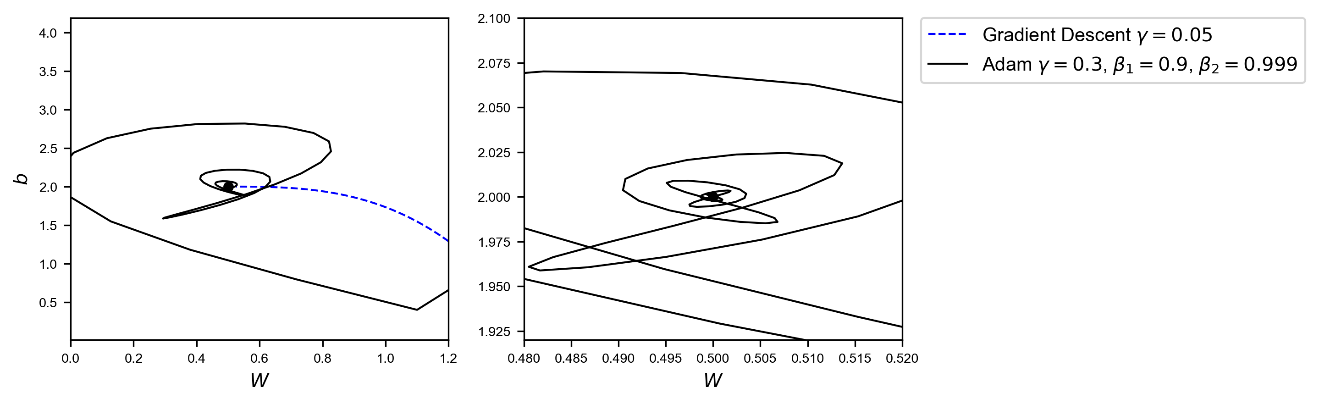 4.0
3.5
3.0
2.5
2.0
1.5
1.0
0.5
b
0.0 0.2 0.4 0.6 0.8 1.0 1.2
W
2.100
2.075
2.050
2.025
2.000
1.975
1.950
1.925
0.480 0.485 0.490 0.495 0.500 0.505 0.510 0.515 0.520
W
Gradient Descent γ = 0.05
Adam γ = 0.3, β₁ = 0.9, β₂ = 0.999